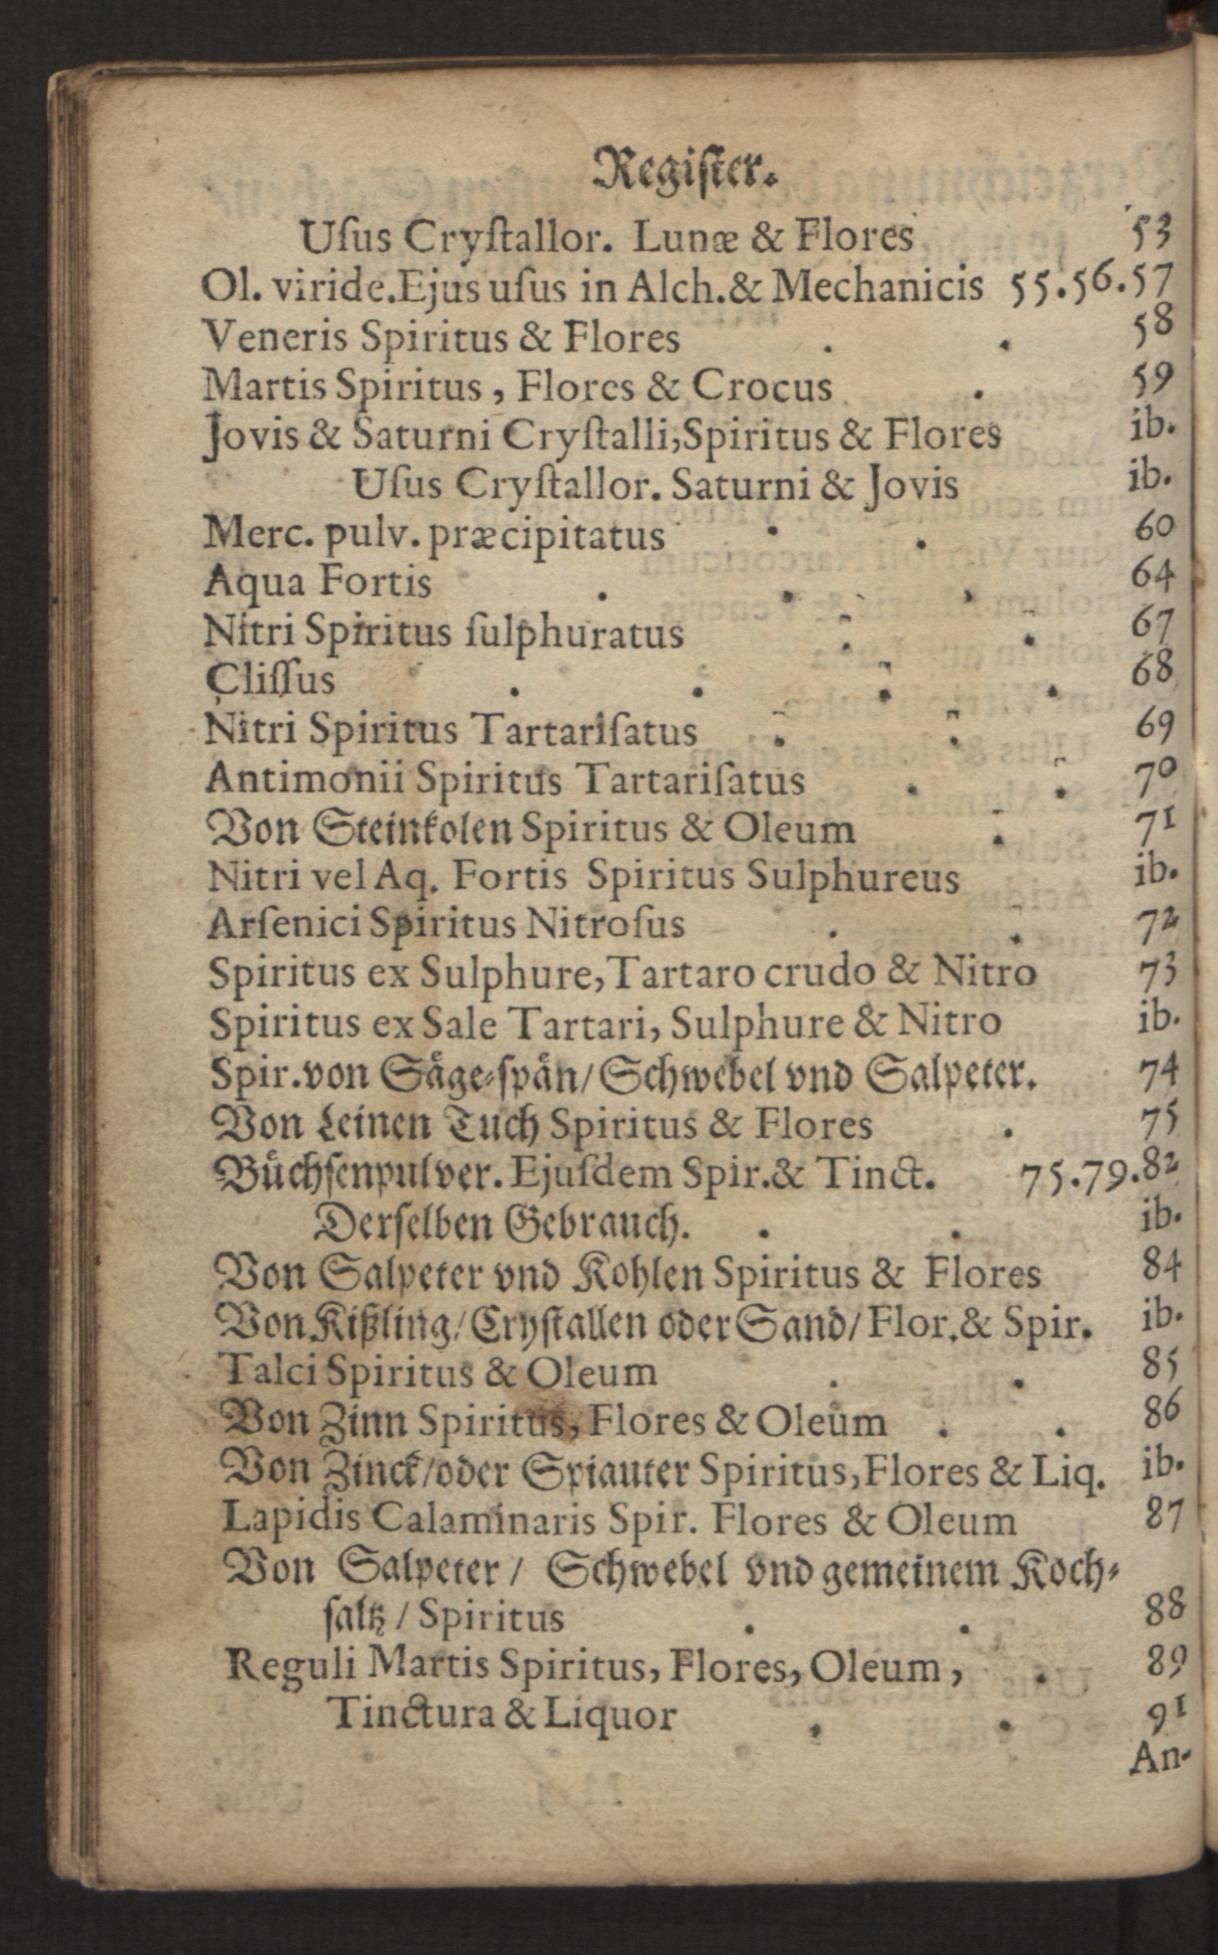 Regiſter.
Uſus Cryſtallor. Lunæ & Flores 53
Ol. viride. Ejus uſus in Alch. & Mechanicis 55. 56. 57
Veneris Spiritus & Flores . . 58
Martis Spiritus, Flores & Crocus . 59
Jovis & Saturni Cryſtalli, Spiritus & Flores ib.
Uſus Cryſtallor. Saturni & Jovis ib.
Merc. pulv. præcipitatus . . 60
Aqua Fortis . . . 64
Nitri Spiritus ſulphuratus . . 67
Cliſſus . . . . 68
Nitri Spiritus Tartariſatus . . 69
Antimonii Spiritus Tartariſatus . . 70
Von Steinkolen Spiritus & Oleum . 71
Nitri vel Aq. Fortis Spiritus Sulphureus ib.
Arſenici Spiritus Nitroſus . . 72
Spiritus ex Sulphure, Tartaro crudo & Nitro 73
Spiritus ex Sale Tartari, Sulphure & Nitro ib.
Spir. von Sägе⸗ſpän/ Schwebel vnd Salpeter. 74
Von Leinen Tuch Spiritus & Flores . 75
Büchſenpulver. Ejuſdem Spir. & Tinct. 75. 79. 82
Derſelben Gebrauch. . . ib.
Von Salpeter vnd Kohlen Spiritus & Flores 84
Von Kißling/ Cryſtallen oder Sand/ Flor. & Spir. ib.
Talci Spiritus & Oleum . . 85
Von Zinn Spiritus, Flores & Oleum . . 86
Von Zinck/ oder Spiauter Spiritus, Flores & Liq. ib.
Lapidis Calaminaris Spir. Flores & Oleum 87
Von Salpeter / Schwebel vnd gemeinem Koch⸗
ſaltz / Spiritus . . 88
Reguli Martis Spiritus, Flores, Oleum, . 89
Tinctura & Liquor . . 91
An-